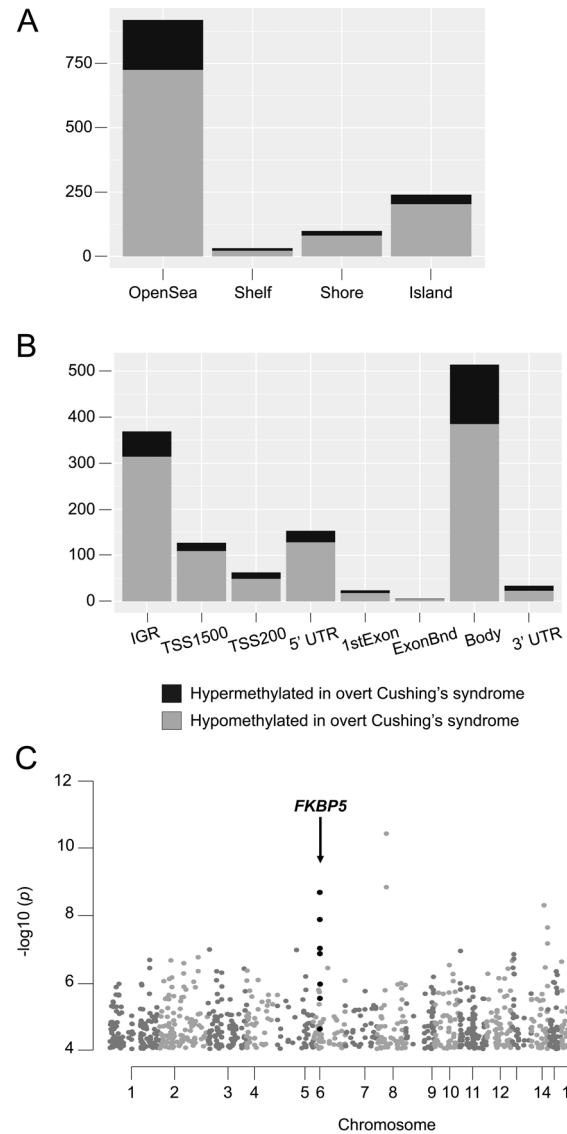 A
750
500
250
0
OpenSea Shelf Shore Island
B
500
400
300
200
100
0
IGR TSS1500 TSS200 5' UTR 1stExon ExonBnd Body 3' UTR
Hypermethylated in overt Cushing's syndrome
Hypomethylated in overt Cushing's syndrome
C
12
10
8
6
4
-log10 (p)
FKBP5
1 2 3 4 5 6 7 8 9 10 11 12 14 1
Chromosome